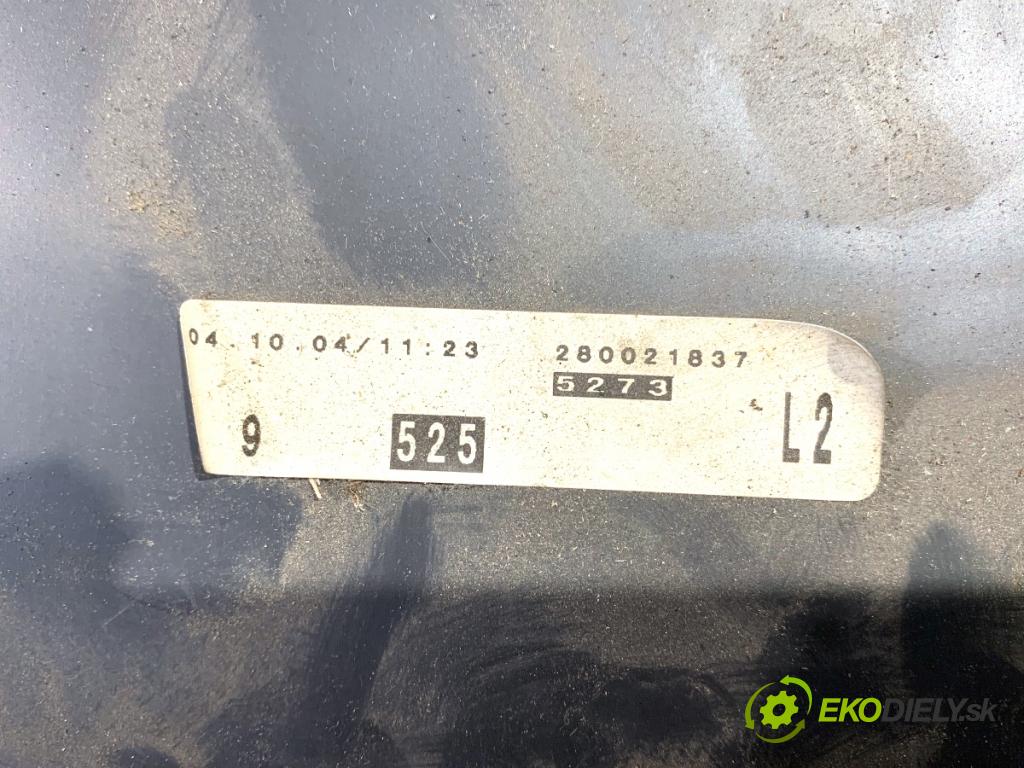 04.10.04/11:23 280021837
5273
9 525 L2
EKODIELY.sk